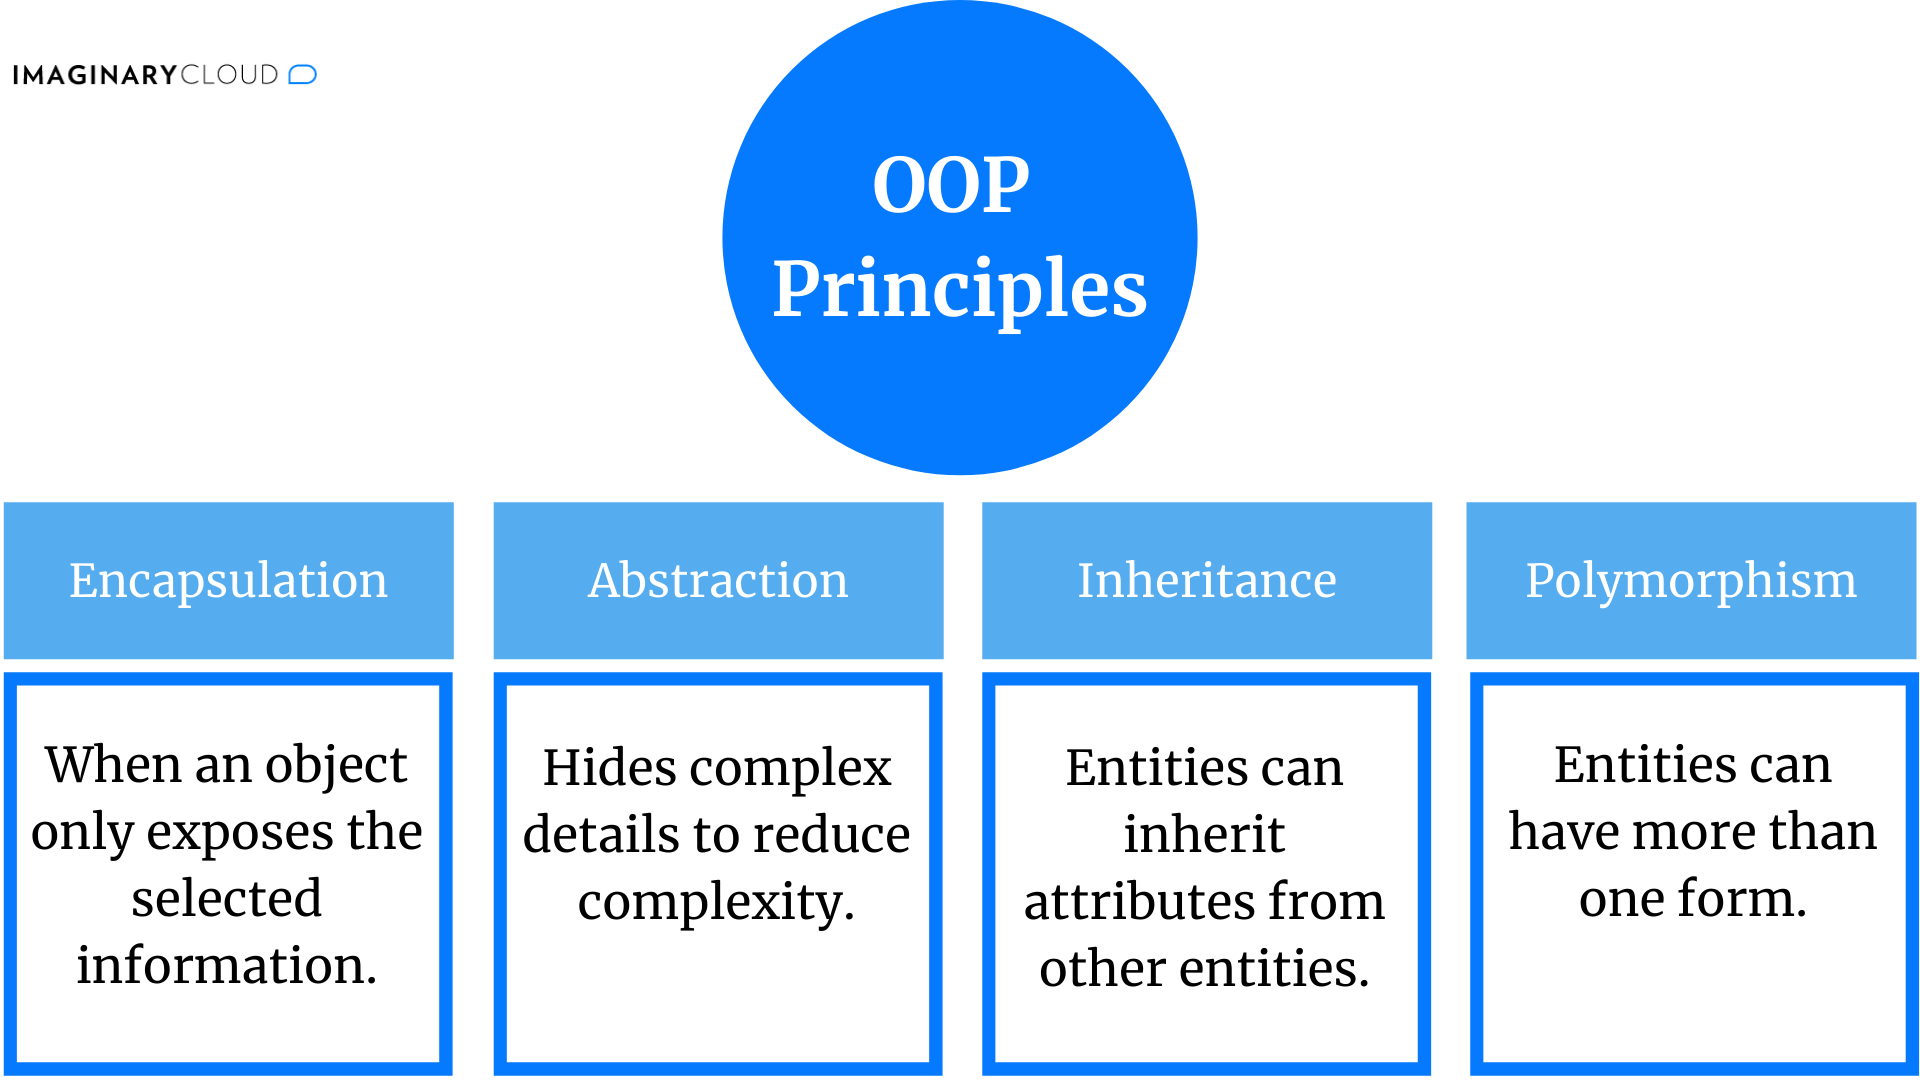 IMAGINARYCLOUD
OOP
Principles
Encapsulation
When an object
only exposes the
selected
information.
Abstraction
Hides complex
details to reduce
complexity.
Inheritance
Entities can
inherit
attributes from
other entities.
Polymorphism
Entities can
have more than
one form.